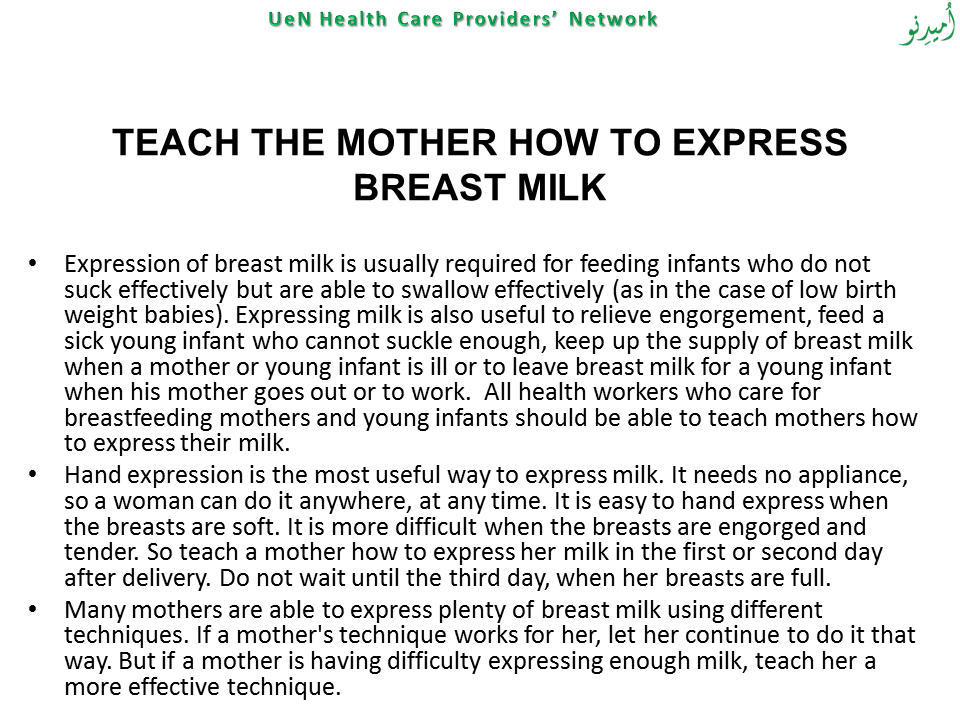 UeN Health Care Providers’ Network
اُمیدِنو
TEACH THE MOTHER HOW TO EXPRESS
BREAST MILK
• Expression of breast milk is usually required for feeding infants who do not
suck effectively but are able to swallow effectively (as in the case of low birth
weight babies). Expressing milk is also useful to relieve engorgement, feed a
sick young infant who cannot suckle enough, keep up the supply of breast milk
when a mother or young infant is ill or to leave breast milk for a young infant
when his mother goes out or to work.  All health workers who care for
breastfeeding mothers and young infants should be able to teach mothers how
to express their milk.
• Hand expression is the most useful way to express milk. It needs no appliance,
so a woman can do it anywhere, at any time. It is easy to hand express when
the breasts are soft. It is more difficult when the breasts are engorged and
tender. So teach a mother how to express her milk in the first or second day
after delivery. Do not wait until the third day, when her breasts are full.
• Many mothers are able to express plenty of breast milk using different
techniques. If a mother's technique works for her, let her continue to do it that
way. But if a mother is having difficulty expressing enough milk, teach her a
more effective technique.